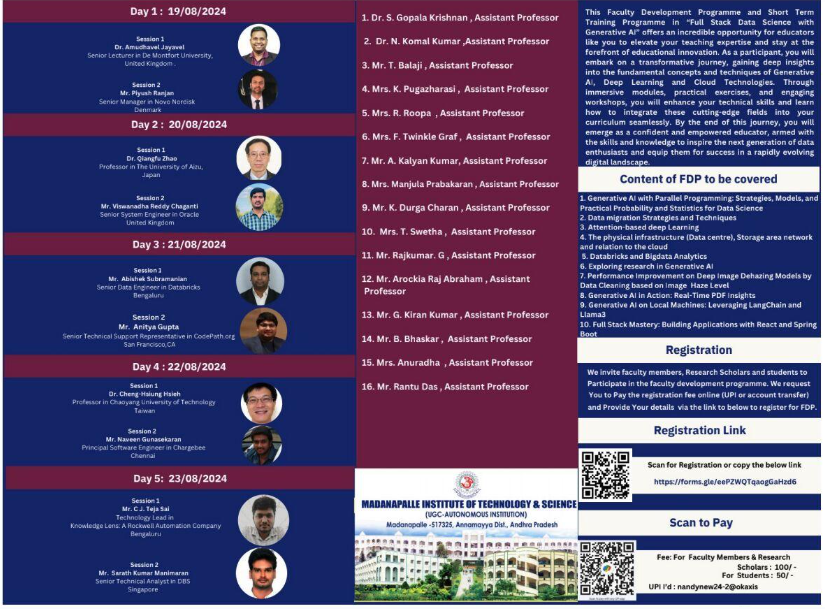 Day 1 : 19/08/2024
Session 1
Dr. Amudhavel Jayavel
Senior Lecturer in De Montfort University,
United Kingdom .
Session 2
Mr. Piyush Ranjan
Senior Manager in Novo Nordisk
Denmark
Day 2 : 20/08/2024
Session 1
Dr. Qiangfu Zhao
Professor in The University of Aizu,
Japan
Session 2
Mr. Viswanadha Reddy Chaganti
Senior System Engineer in Oracle
United Kingdom
Day 3 : 21/08/2024
Session 1
Mr. Abishek Subramanian
Senior Data Engineer in Databricks
Bengaluru
Session 2
Mr. Anitya Gupta
Senior Technical Support Representative in CodePath.org
San Francisco,CA
Day 4 : 22/08/2024
Session 1
Dr. Cheng-Hsiung Hsieh
Professor in Chaoyang University of Technology
Taiwan
Session 2
Mr. Naveen Gunasekaran
Principal Software Engineer in Chargebee
Chennai
Day 5: 23/08/2024
Session 1
Mr. C J. Teja Sai
Technology Lead in
Knowledge Lens: A Rockwell Automation Company
Bengaluru
Session 2
Mr. Sarath Kumar Manimaran
Senior Technical Analyst in DBS
Singapore
1. Dr. S. Gopala Krishnan , Assistant Professor
2. Dr. N. Komal Kumar ,Assistant Professor
3. Mr. T. Balaji , Assistant Professor
4. Mrs. K. Pugazharasi , Assistant Professor
5. Mrs. R. Roopa , Assistant Professor
6. Mrs. F. Twinkle Graf , Assistant Professor
7. Mr. A. Kalyan Kumar, Assistant Professor
8. Mrs. Manjula Prabakaran , Assistant Professor
9. Mr. K. Durga Charan , Assistant Professor
10. Mrs. T. Swetha , Assistant Professor
11. Mr. Rajkumar. G , Assistant Professor
12. Mr. Arockia Raj Abraham , Assistant
Professor
13. Mr. G. Kiran Kumar , Assistant Professor
14. Mr. B. Bhaskar , Assistant Professor
15. Mrs. Anuradha , Assistant Professor
16. Mr. Rantu Das , Assistant Professor
MADANAPALLE INSTITUTE OF TECHNOLOGY & SCIENCE
(UGC-AUTONOMOUS INSTITUTION)
Madanapalle -517325, Annamayya Dist., Andhra Pradesh
This Faculty Development Programme and Short Term
Training Programme in "Full Stack Data Science with
Generative Ai" offers an incredible opportunity for educators
like you to elevate your teaching expertise and stay at the
forefront of educational innovation. As a participant, you will
embark on a transformative journey, gaining deep insights
into the fundamental concepts and techniques of Generative
Ai, Deep Learning and Cloud Technologies. Through
immersive modules, practical exercises, and engaging
workshops, you will enhance your technical skills and learn
how to integrate these cutting-edge fields into your
curriculum seamlessly. By the end of this journey, you will
emerge as a confident and empowered educator, armed with
the skills and knowledge to inspire the next generation of data
enthusiasts and equip them for success in a rapidly evolving
digital landscape.
Content of FDP to be covered
1. Generative AI with Parallel Programming: Strategies, Models, and
Practical Probability and Statistics for Data Science
2. Data migration Strategies and Techniques
3. Attention-based deep Learning
4. The physical infrastructure (Data centre), Storage area network
and relation to the cloud
5. Databricks and Bigdata Analytics
6. Exploring research in Generative AI
7. Performance Improvement on Deep Image Dehazing Models by
Data Cleaning based on Image Haze Level
8. Generative AI in Action: Real-Time PDF Insights
9. Generative AI on Local Machines: Leveraging LangChain and
Llama3
10. Full Stack Mastery: Building Applications with React and Spring
Boot
Registration
We invite faculty members, Research Scholars and students to
Participate in the faculty development programme. We request
You to Pay the registration fee online (UPI or account transfer)
and Provide Your details via the link to below to register for FDP.
Registration Link
Scan for Registration or copy the below link
https://forms.gle/eePZWQTqaogGaHzd6
Scan to Pay
Fee: For Faculty Members & Research
Scholars : 100/ -
For Students : 50/ -
UPI I'd : nandynew24-2@okaxis